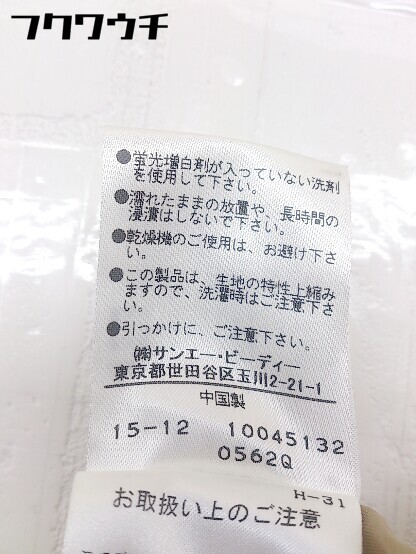 フクワウチ
●蛍光増白剤が入っていない洗剤
を使用して下さい。
●濡れたままの放置や、長時間の
浸漬はしないで下さい。
●乾燥機のご使用は、お避け下さ
い。
●この製品は、生地の特性上縮み
ますので、洗濯時はご注意下さ
い。
●引っかけに、ご注意下さい。
㈱サンエー・ビーディー
東京都世田谷区玉川2-21-1
中国製
15-12 10045132
0562Q
H-31
お取扱い上のご注意